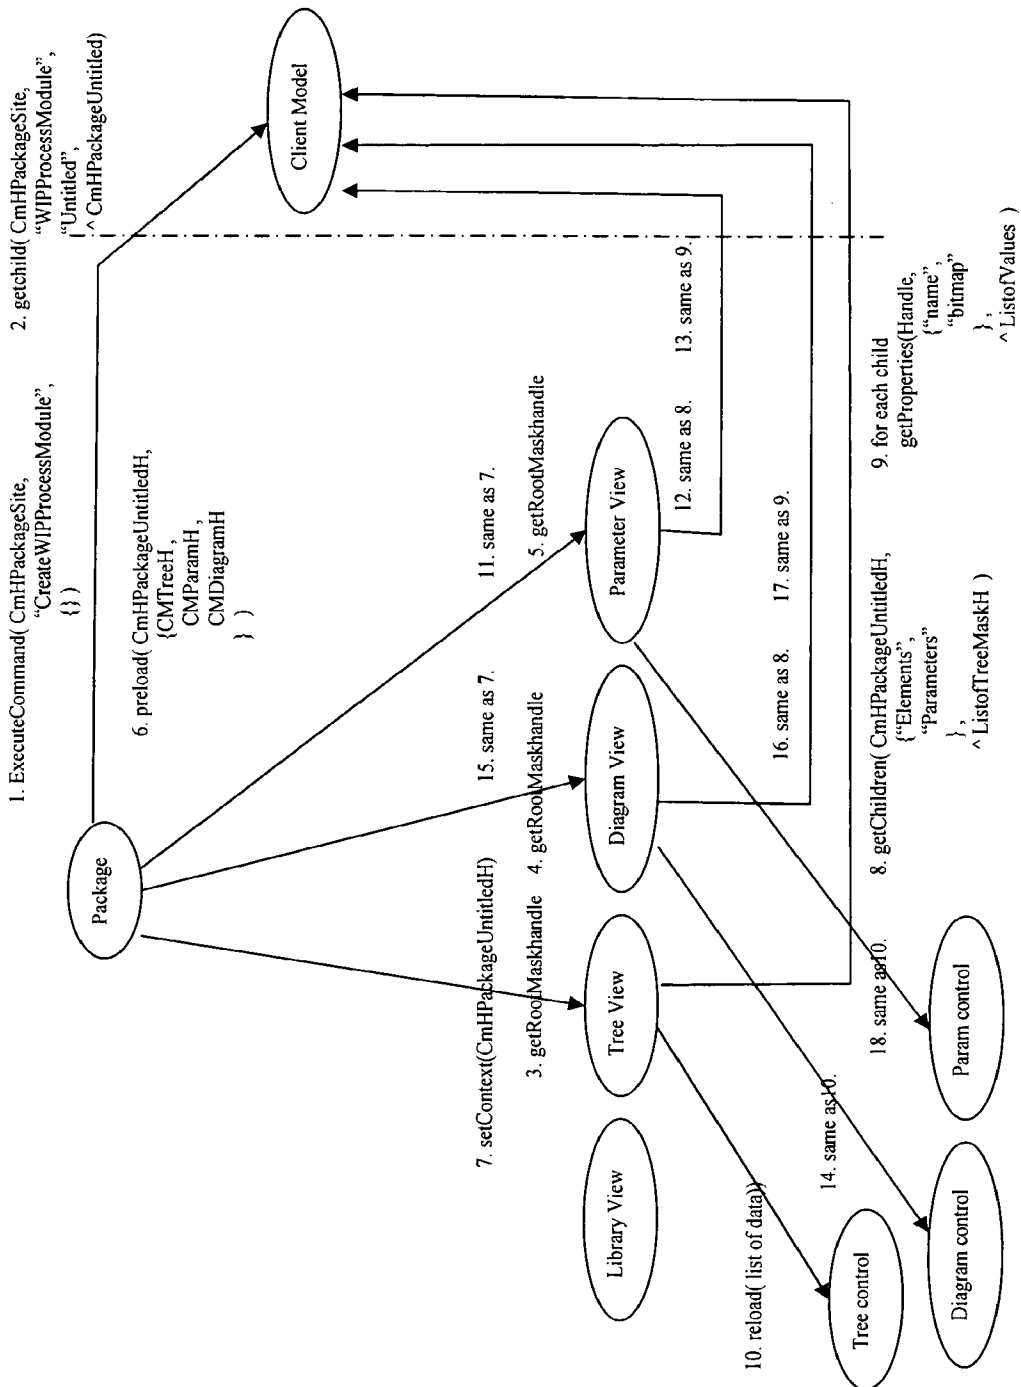 1. ExecuteCommand( CmHPackageSite,
“CreateWIPProcessModule”,
{} )
2. getchild( CmHPackageSite,
“WIPProcessModule”,
“Untitled”,
^ CmHPackageUntitled)
Package
Client Model
6. preload( CmHPackageUntitledH,
{CMTreeH ,
CMParamH ,
CMDiagramH
} )
7. setContext(CmHPackageUntitledH)
15. same as 7.
11. same as 7.
3. getRootMaskhandle
4. getRootMaskhandle
5. getRootMaskhandle
Library View
Tree View
Diagram View
Parameter View
12. same as 8.
13. same as 9.
10. reload( list of data))
14. same as10.
16. same as 8.
17. same as 9.
18. same as10.
8. getChildren( CmHPackageUntitledH,
{“Elements”,
“Parameters”
},
^ ListofTreeMaskH )
9. for each child
getProperties(Handle,
{“name”,
“bitmap”
} ,
^ ListofValues )
Tree control
Diagram control
Param control